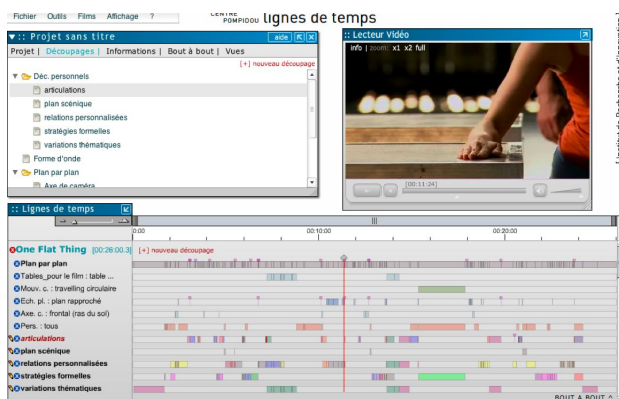 Fichier Outils Films Affichage ?
CENTRE
POMPIDOU lignes de temps
:: Projet sans titre aide
Projet | Découpages | Informations | Bout à bout | Vues
[+] nouveau découpage
Déc. personnels
articulations
plan scénique
relations personnalisées
stratégies formelles
variations thématiques
Forme d'onde
Plan par plan
Axe de caméra
:: Lecteur Vidéo
info | zoom: x1 x2 full
[00:11:24]
:: Lignes de temps
0:00 00:10:00 00:20:00
One Flat Thing [00:26:00.3] [+] nouveau découpage
Plan par plan
Tables_pour le film : table ...
Mouv. c. : travelling circulaire
Ech. pl. : plan rapproché
Axe. c. : frontal (ras du sol)
Pers. : tous
articulations
plan scénique
relations personnalisées
stratégies formelles
variations thématiques
BOUT A BOUT ^